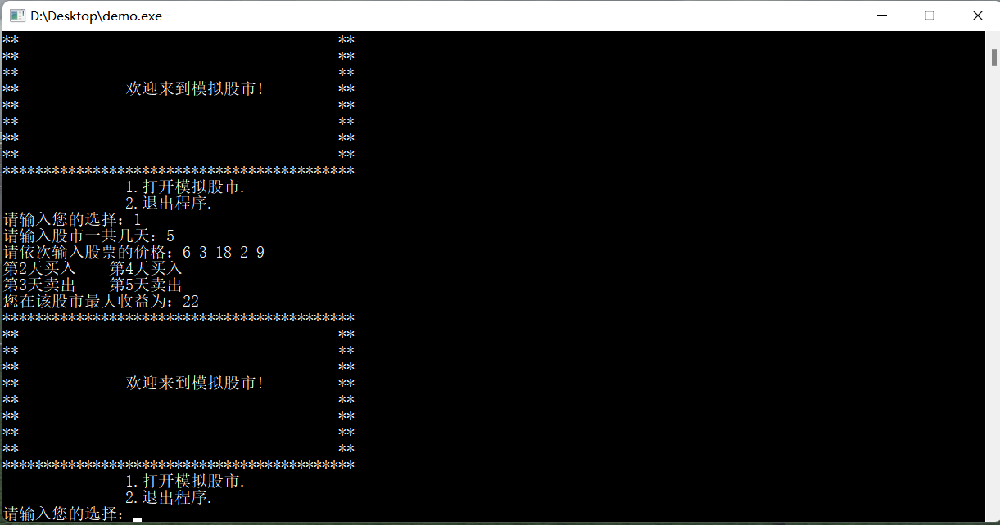 D:\Desktop\demo.exe
** **
** **
** **
** 欢迎来到模拟股市! **
** **
** **
** **
** **
*******************************************
1.打开模拟股市.
2.退出程序.
请输入您的选择：1
请输入股市一共几天：5
请依次输入股票的价格：6 3 18 2 9
第2天买入 第4天买入
第3天卖出 第5天卖出
您在该股市最大收益为：22
*******************************************
** **
** **
** **
** 欢迎来到模拟股市! **
** **
** **
** **
** **
*******************************************
1.打开模拟股市.
2.退出程序.
请输入您的选择：